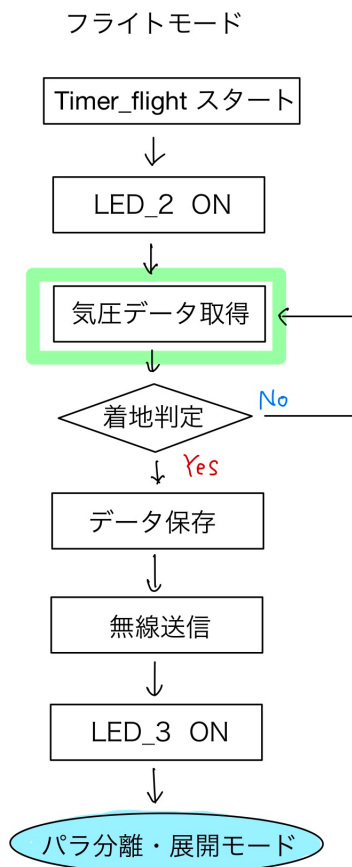 フライトモード
Timer_flight スタート
LED_2 ON
気圧データ取得
着地判定
No
Yes
データ保存
無線送信
LED_3 ON
パラ分離・展開モード